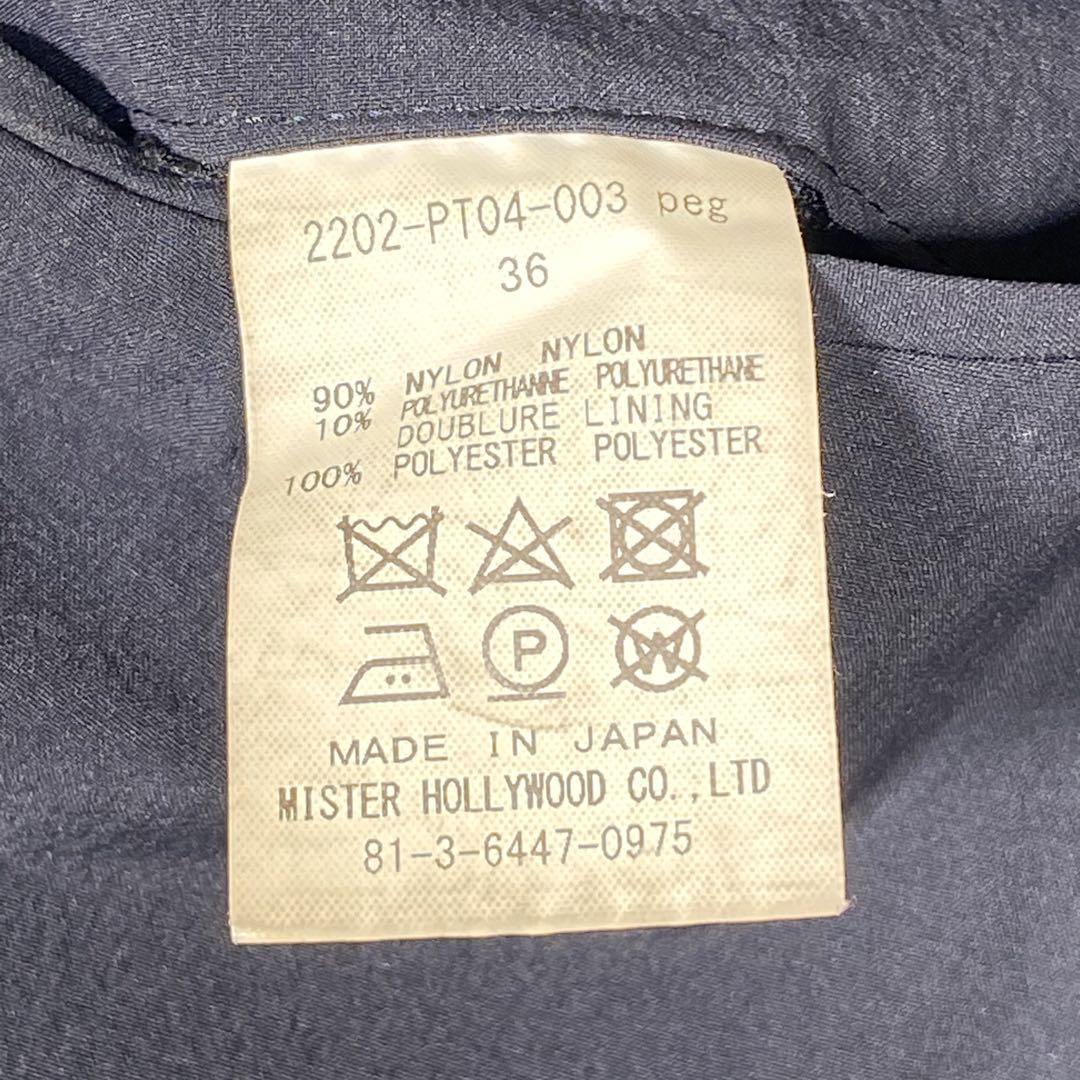 2202-PT04-003 peg
36
90% NYLON NYLON
10% POLYURETHANNE POLYURETHANE
DOUBLURE LINING
100% POLYESTER POLYESTER
P W
MADE IN JAPAN
MISTER HOLLYWOOD CO.,LTD
81-3-6447-0975